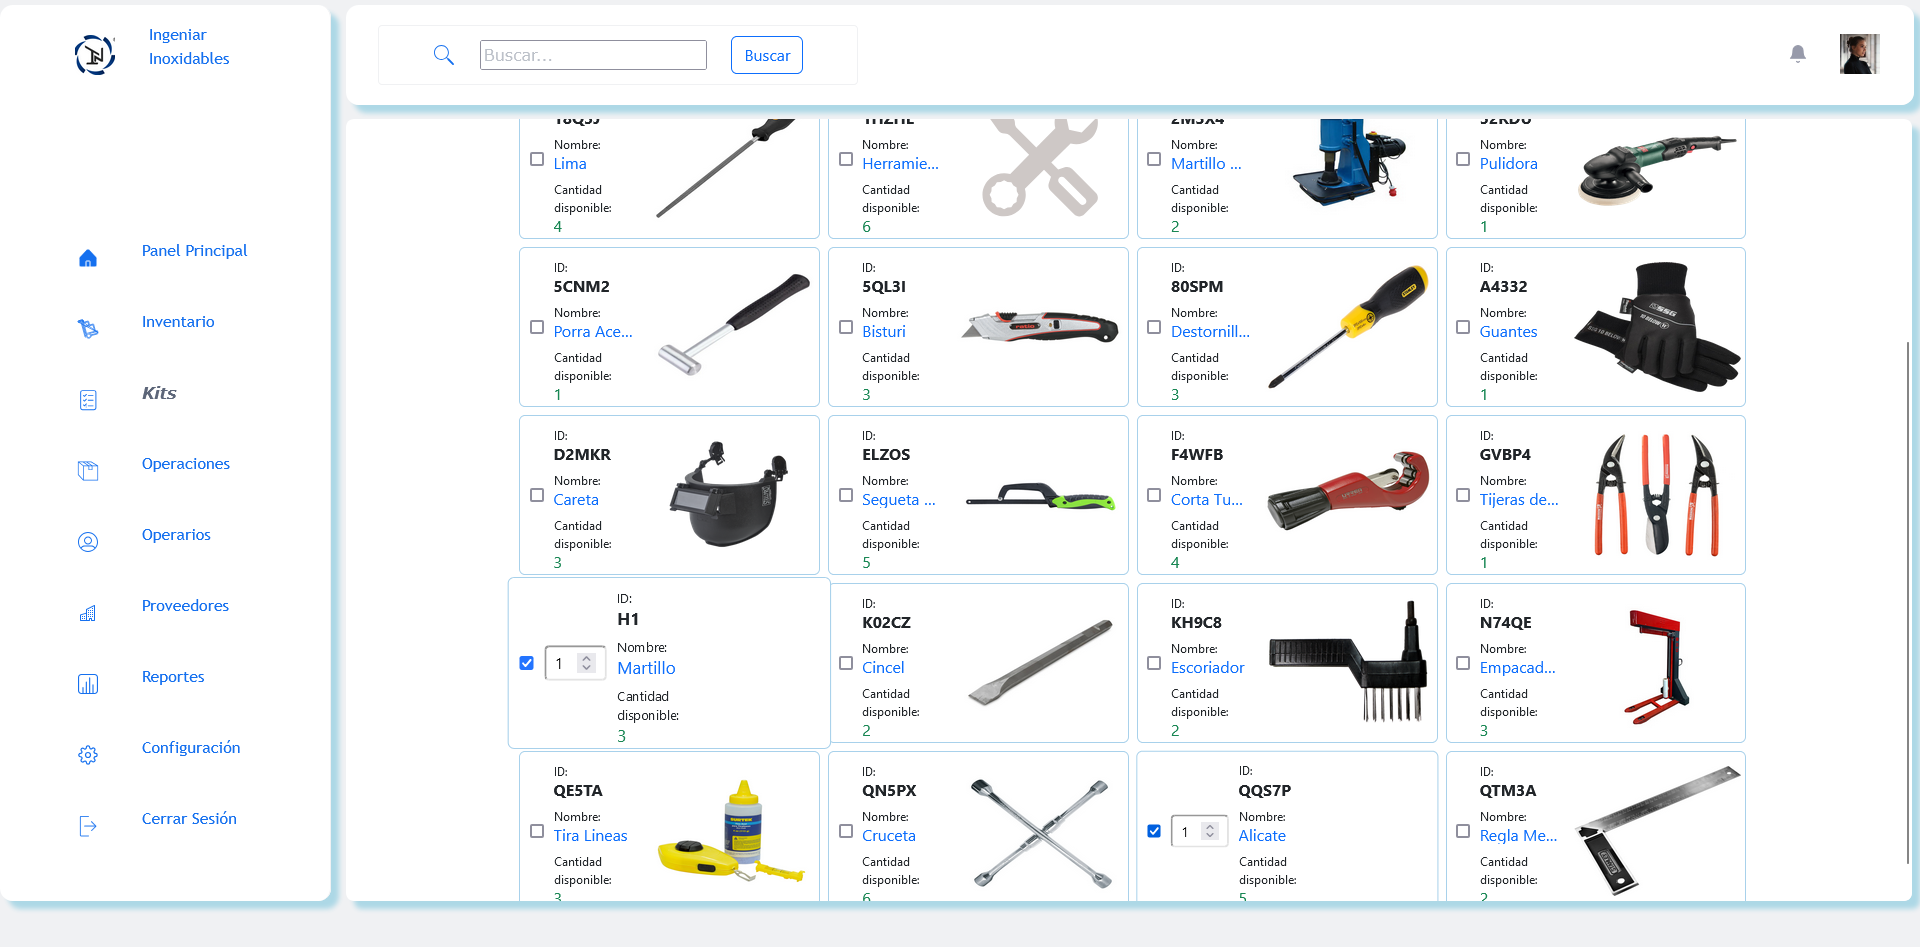 Ingeniar
Inoxidables
Buscar...
Buscar
Panel Principal
Inventario
Kits
Operaciones
Operarios
Proveedores
Reportes
Configuración
Cerrar Sesión
Nombre:
Lima
Cantidad
disponible:
4
Nombre:
Herramie...
Cantidad
disponible:
6
Nombre:
Martillo ...
Cantidad
disponible:
2
Nombre:
Pulidora
Cantidad
disponible:
1
ID:
5CNM2
Nombre:
Porra Ace...
Cantidad
disponible:
1
ID:
5QL3I
Nombre:
Bisturi
Cantidad
disponible:
3
ID:
80SPM
Nombre:
Destornill...
Cantidad
disponible:
3
ID:
A4332
Nombre:
Guantes
Cantidad
disponible:
1
ID:
D2MKR
Nombre:
Careta
Cantidad
disponible:
3
ID:
ELZOS
Nombre:
Segueta ...
Cantidad
disponible:
5
ID:
F4WFB
Nombre:
Corta Tu...
Cantidad
disponible:
4
ID:
GVBP4
Nombre:
Tijeras de...
Cantidad
disponible:
1
1
ID:
H1
Nombre:
Martillo
Cantidad
disponible:
3
ID:
K02CZ
Nombre:
Cincel
Cantidad
disponible:
2
ID:
KH9C8
Nombre:
Escoriador
Cantidad
disponible:
2
ID:
N74QE
Nombre:
Empacad...
Cantidad
disponible:
3
ID:
QE5TA
Nombre:
Tira Lineas
Cantidad
disponible:
3
ID:
QN5PX
Nombre:
Cruceta
Cantidad
disponible:
6
1
ID:
QQS7P
Nombre:
Alicate
Cantidad
disponible:
5
ID:
QTM3A
Nombre:
Regla Me...
Cantidad
disponible:
2